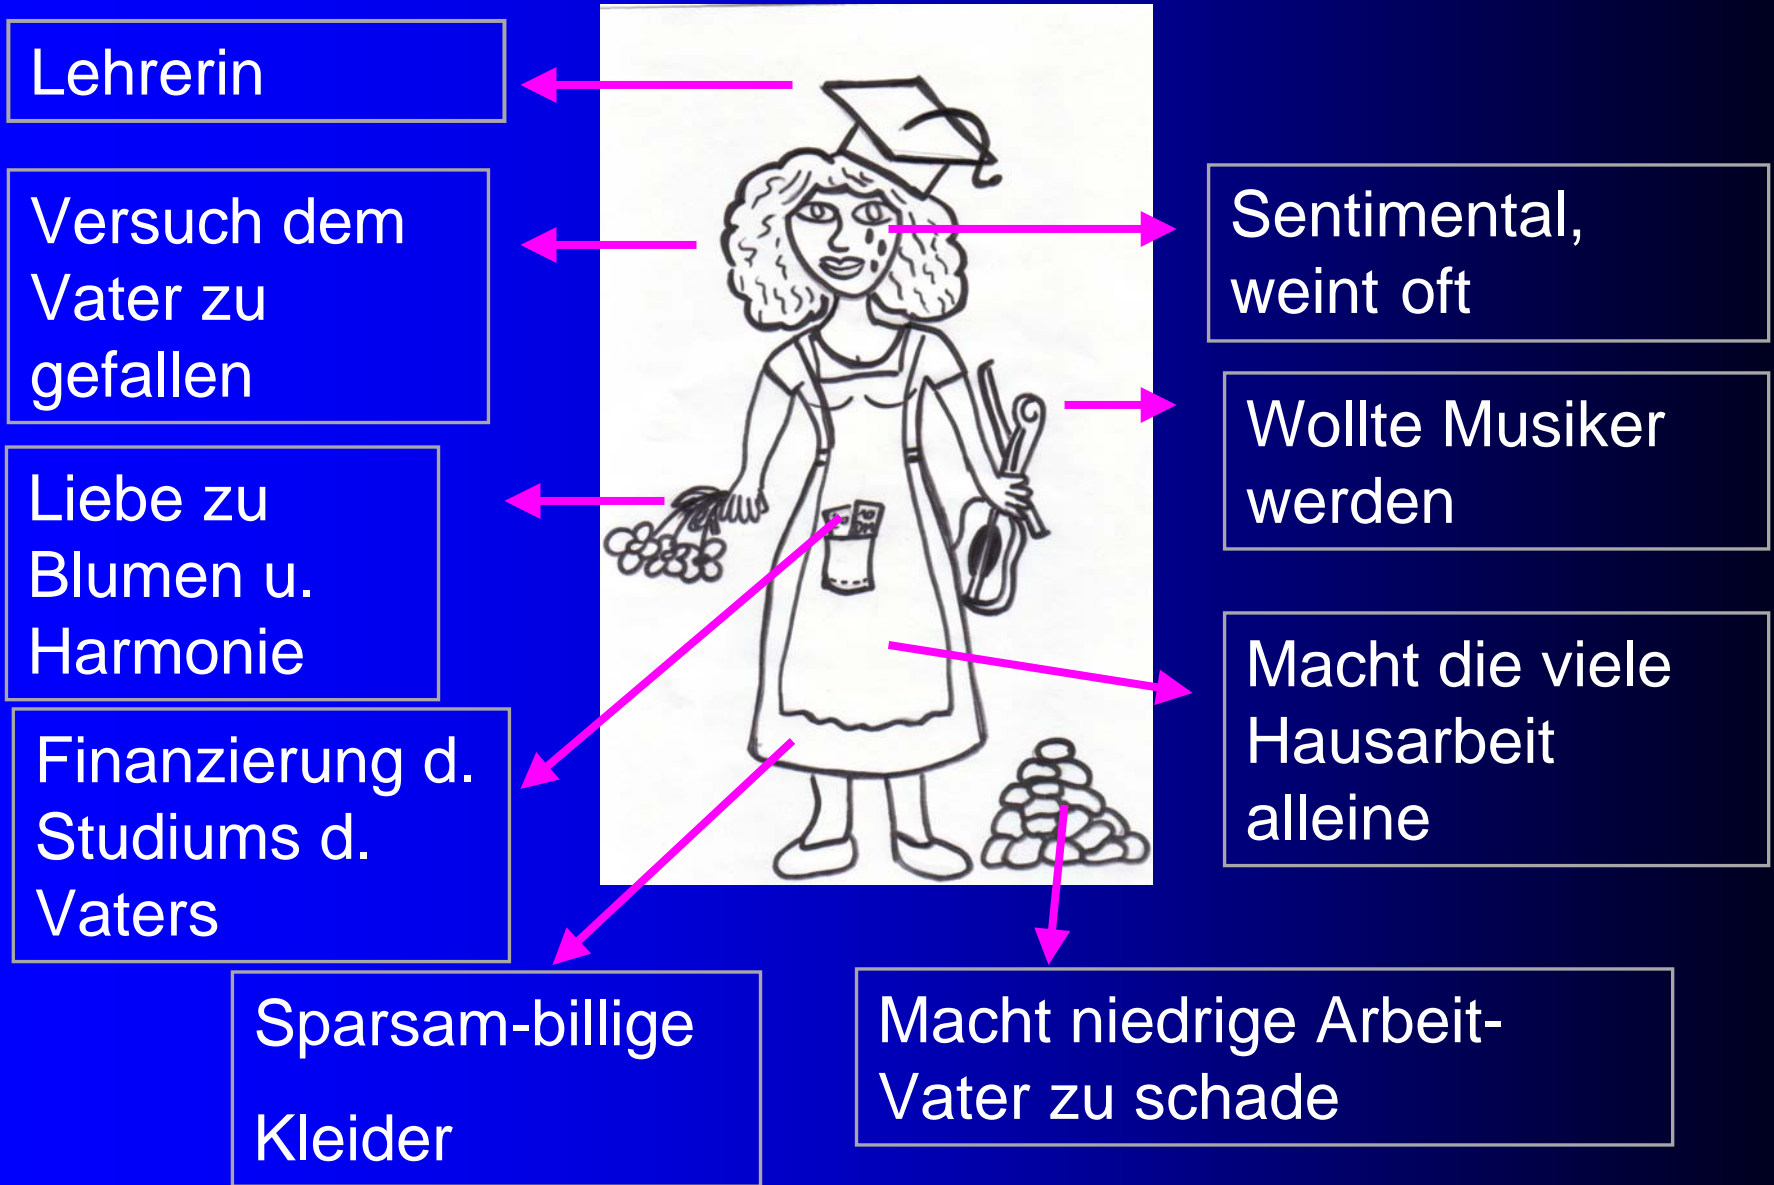 Lehrerin
Versuch dem
Vater zu
gefallen
Liebe zu
Blumen u.
Harmonie
Finanzierung d.
Studiums d.
Vaters
Sparsam-billige
Kleider
Sentimental,
weint oft
Wollte Musiker
werden
Macht die viele
Hausarbeit
alleine
Macht niedrige Arbeit-
Vater zu schade